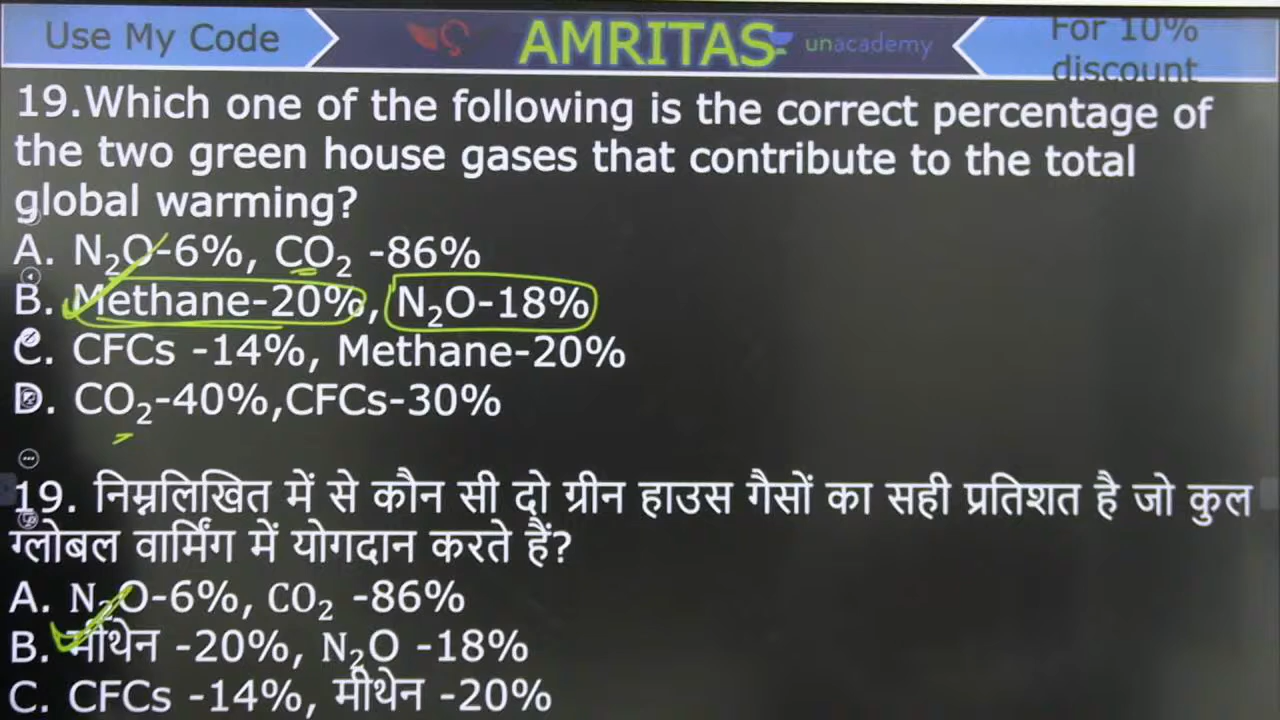 Use My Code
AMRITAS
unacademy
For 10%
discount
19.Which one of the following is the correct percentage of
the two green house gases that contribute to the total
global warming?
A. N₂O-6%, CO₂ -86%
B. Methane-20%, N₂O-18%
C. CFCs -14%, Methane-20%
D. CO₂-40%,CFCs-30%
19. निम्नलिखित में से कौन सी दो ग्रीन हाउस गैसों का सही प्रतिशत है जो कुल
ग्लोबल वार्मिंग में योगदान करते हैं?
A. N₂O-6%, CO₂ -86%
B. मीथेन -20%, N₂O -18%
C. CFCs -14%, मीथेन -20%